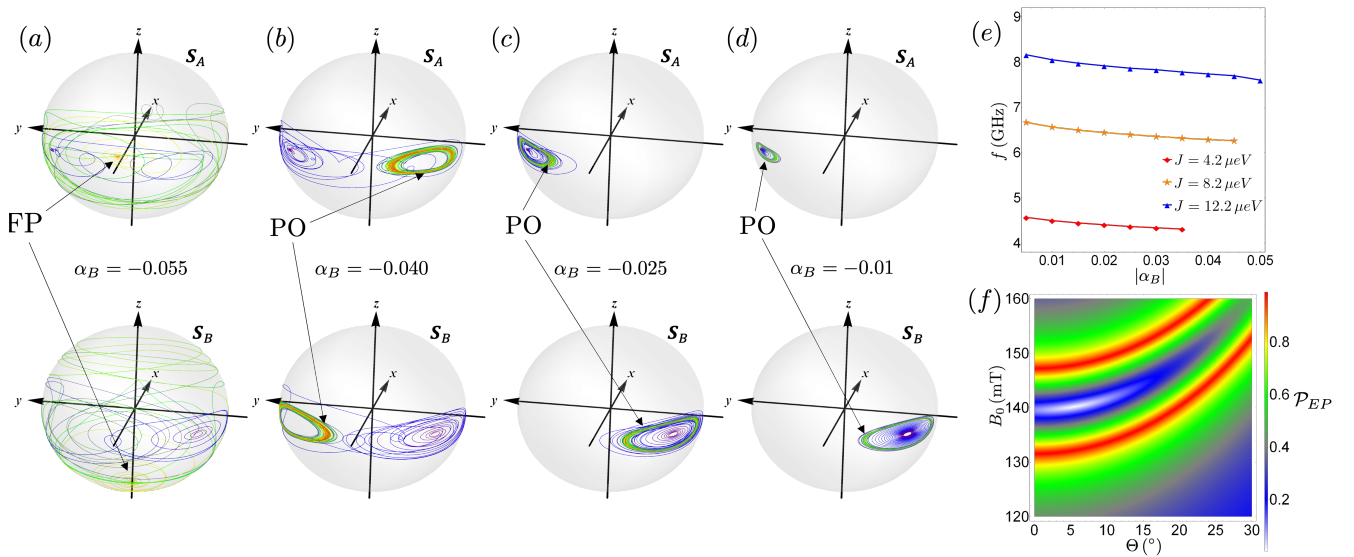 (a)
z
S_A
x
y
(b)
z
S_A
x
y
(c)
z
S_A
x
y
(d)
z
S_A
x
y
FP
PO
PO
PO
α_B = −0.055
α_B = −0.040
α_B = −0.025
α_B = −0.01
z
S_B
x
y
z
S_B
x
y
z
S_B
x
y
z
S_B
x
y
(e)
9
8
7
6
5
4
f (GHz)
J = 4.2 μeV
J = 8.2 μeV
J = 12.2 μeV
0.01 0.02 0.03 0.04 0.05
|α_B|
(f)
160
150
140
130
120
B_0 (mT)
0 5 10 15 20 25 30
Θ (°)
0.8
0.6
0.4
0.2
𝒫_EP